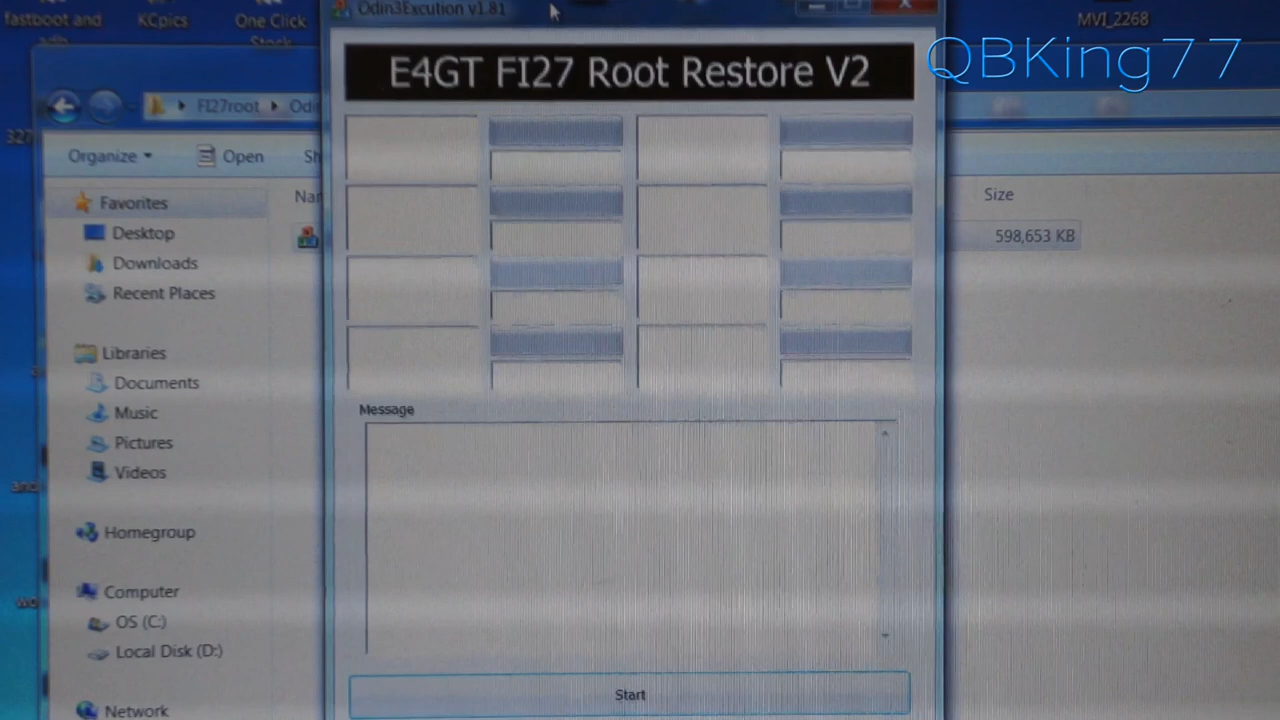 fastboot and
adb
KCpics
One Click
Stock
Odin3Excution v1.81
MVI_2268
QBKing77
E4GT FI27 Root Restore V2
FI27root
Organize
Open
Size
Favorites
598,653 KB
Desktop
Downloads
Recent Places
Libraries
Documents
Message
Music
Pictures
Videos
Homegroup
Computer
OS (C:)
Local Disk (D:)
Start
Network